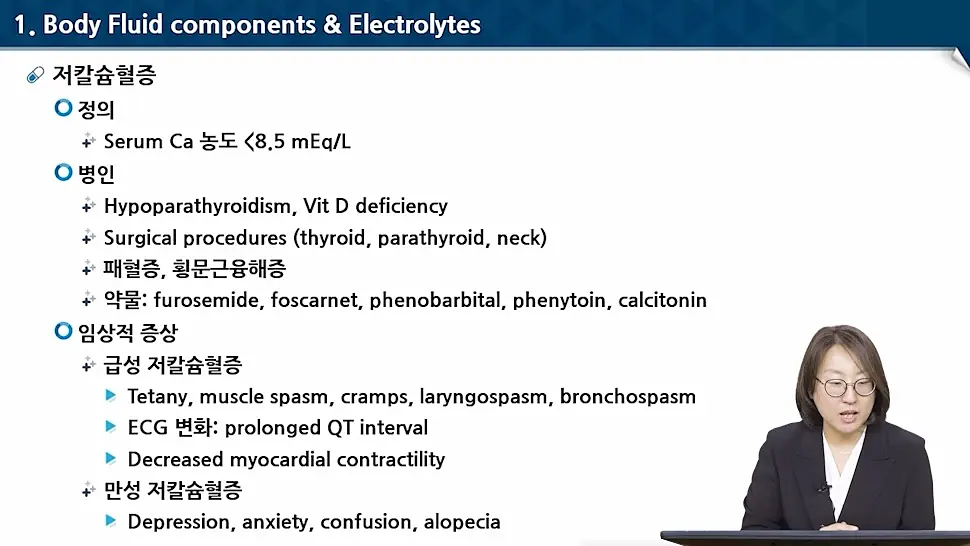 1. Body Fluid components & Electrolytes
저칼슘혈증
정의
Serum Ca 농도 <8.5 mEq/L
병인
Hypoparathyroidism, Vit D deficiency
Surgical procedures (thyroid, parathyroid, neck)
패혈증, 횡문근융해증
약물: furosemide, foscarnet, phenobarbital, phenytoin, calcitonin
임상적 증상
급성 저칼슘혈증
Tetany, muscle spasm, cramps, laryngospasm, bronchospasm
ECG 변화: prolonged QT interval
Decreased myocardial contractility
만성 저칼슘혈증
Depression, anxiety, confusion, alopecia